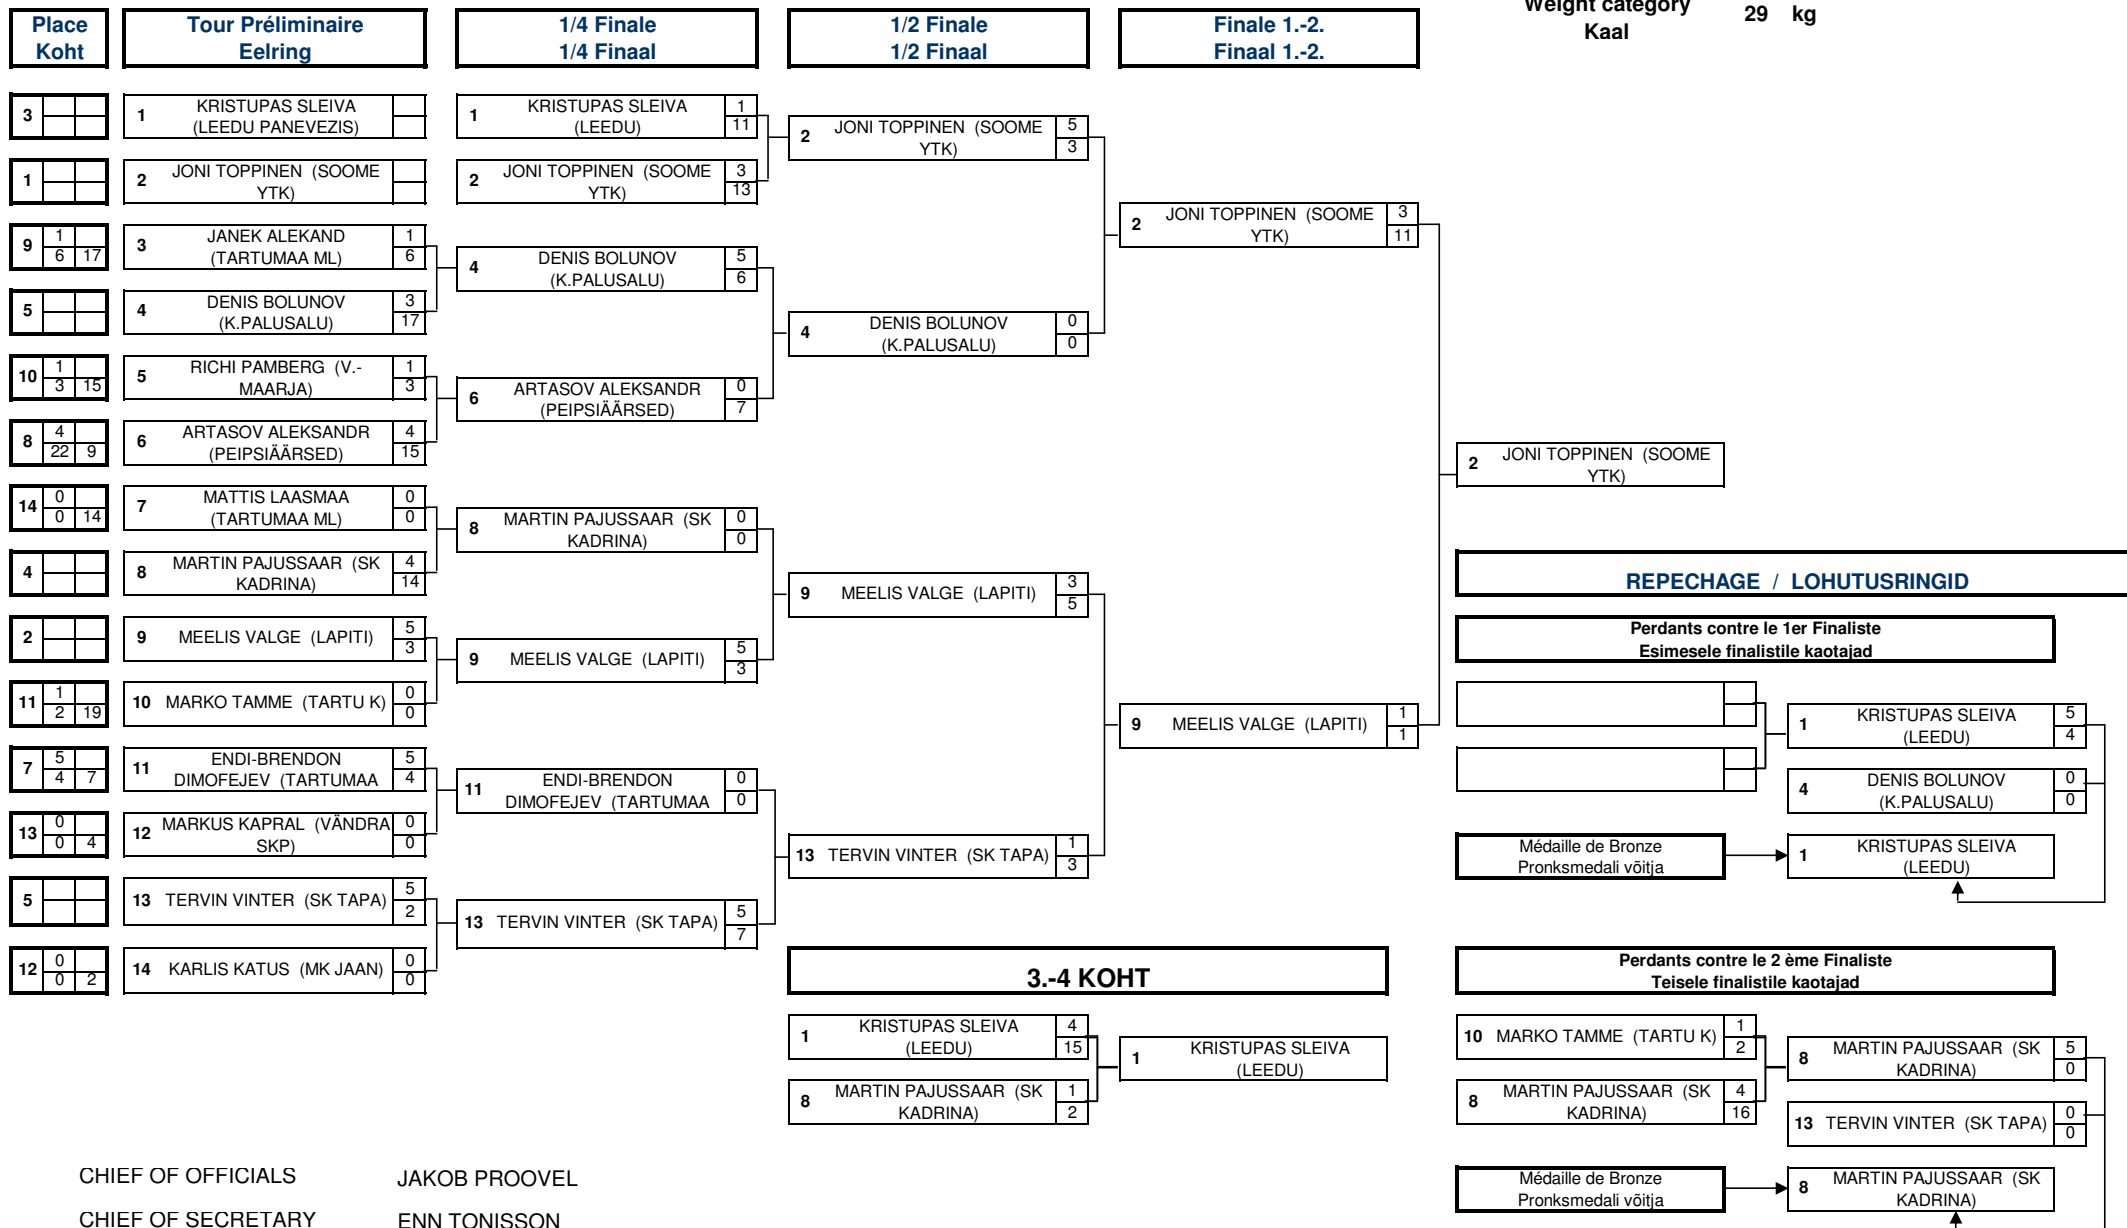 Weight category
Kaal
29 kg
Place
Koht
Tour Préliminaire
Eelring
1/4 Finale
1/4 Finaal
1/2 Finale
1/2 Finaal
Finale 1.-2.
Finaal 1.-2.
3
1 KRISTUPAS SLEIVA
(LEEDU PANEVEZIS)
1
2 JONI TOPPINEN (SOOME
YTK)
9 1
6 17
3 JANEK ALEKAND 1
(TARTUMAA ML) 6
5
4 DENIS BOLUNOV 3
(K.PALUSALU) 17
10 1
3 15
5 RICHI PAMBERG (V.- 1
MAARJA) 3
8 4
22 9
6 ARTASOV ALEKSANDR 4
(PEIPSIÄÄRSED) 15
14 0
0 14
7 MATTIS LAASMAA 0
(TARTUMAA ML) 0
4
8 MARTIN PAJUSSAAR (SK 4
KADRINA) 14
2
9 MEELIS VALGE (LAPITI) 5
3
11 1
2 19
10 MARKO TAMME (TARTU K) 0
0
7 5
4 7
11 ENDI-BRENDON 5
DIMOFEJEV (TARTUMAA 4
13 0
0 4
12 MARKUS KAPRAL (VÄNDRA 0
SKP) 0
5
13 TERVIN VINTER (SK TAPA) 5
2
12 0
0 2
14 KARLIS KATUS (MK JAAN) 0
0
1 KRISTUPAS SLEIVA 1
(LEEDU) 11
2 JONI TOPPINEN (SOOME 3
YTK) 13
4 DENIS BOLUNOV 5
(K.PALUSALU) 6
6 ARTASOV ALEKSANDR 0
(PEIPSIÄÄRSED) 7
8 MARTIN PAJUSSAAR (SK 0
KADRINA) 0
9 MEELIS VALGE (LAPITI) 5
3
11 ENDI-BRENDON 0
DIMOFEJEV (TARTUMAA 0
13 TERVIN VINTER (SK TAPA) 5
7
2 JONI TOPPINEN (SOOME 5
YTK) 3
4 DENIS BOLUNOV 0
(K.PALUSALU) 0
9 MEELIS VALGE (LAPITI) 3
5
13 TERVIN VINTER (SK TAPA) 1
3
2 JONI TOPPINEN (SOOME 3
YTK) 11
9 MEELIS VALGE (LAPITI) 1
1
2 JONI TOPPINEN (SOOME
YTK)
REPECHAGE / LOHUTUSRINGID
Perdants contre le 1er Finaliste
Esimesele finalistile kaotajad
1 KRISTUPAS SLEIVA 5
(LEEDU) 4
4 DENIS BOLUNOV 0
(K.PALUSALU) 0
Médaille de Bronze
Pronksmedali võitja
1 KRISTUPAS SLEIVA
(LEEDU)
3.-4 KOHT
1 KRISTUPAS SLEIVA 4
(LEEDU) 15
8 MARTIN PAJUSSAAR (SK 1
KADRINA) 2
1 KRISTUPAS SLEIVA
(LEEDU)
Perdants contre le 2 ème Finaliste
Teisele finalistile kaotajad
10 MARKO TAMME (TARTU K) 1
2
8 MARTIN PAJUSSAAR (SK 4
KADRINA) 16
8 MARTIN PAJUSSAAR (SK 5
KADRINA) 0
13 TERVIN VINTER (SK TAPA) 0
0
Médaille de Bronze
Pronksmedali võitja
8 MARTIN PAJUSSAAR (SK
KADRINA)
CHIEF OF OFFICIALS JAKOB PROOVEL
CHIEF OF SECRETARY ENN TONISSON